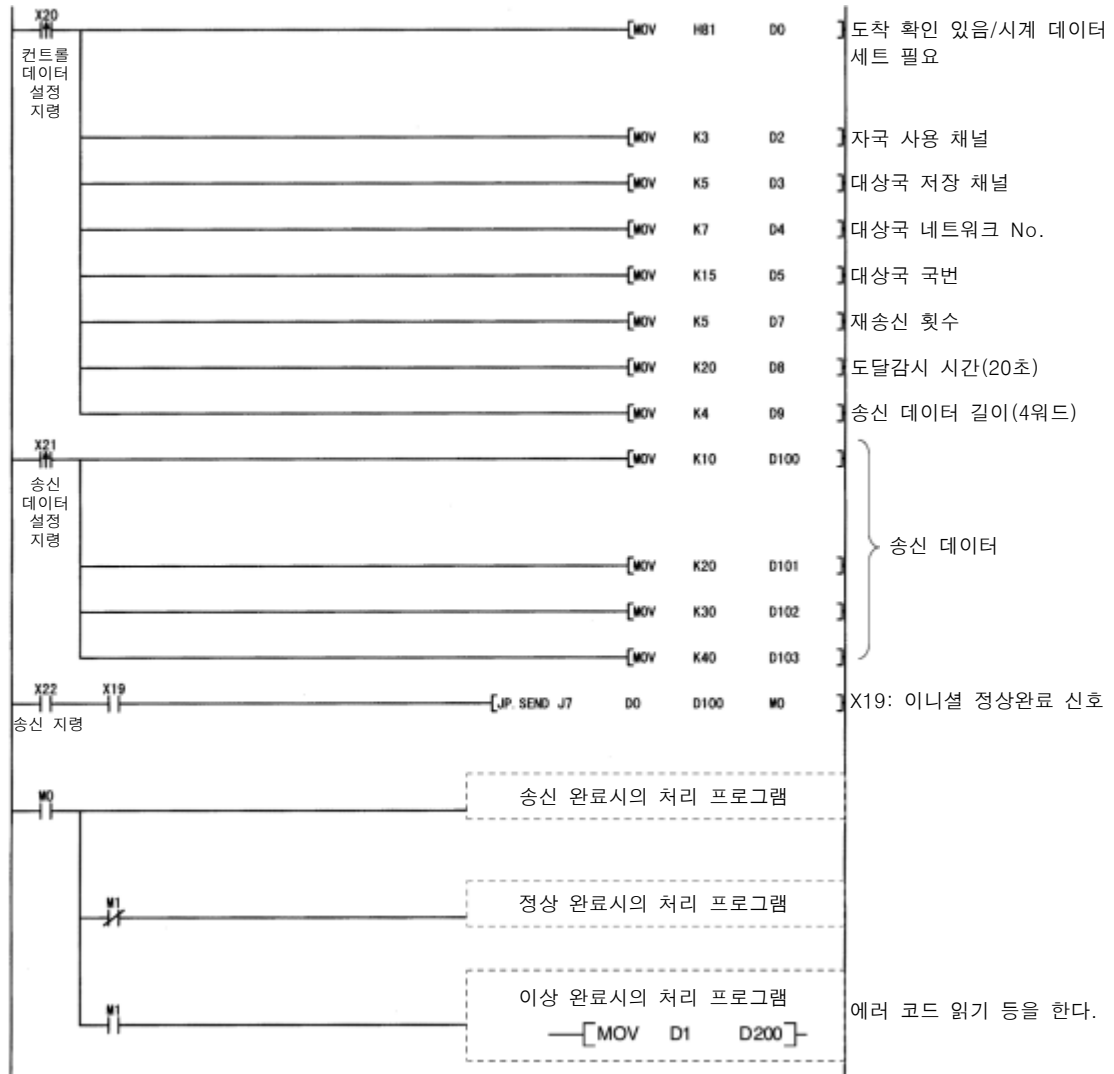 X20
[MOV H81 D0 ] 도착 확인 있음/시계 데이터
세트 필요
컨트롤
데이터
설정
지령
[MOV K3 D2 ] 자국 사용 채널
[MOV K5 D3 ] 대상국 저장 채널
[MOV K7 D4 ] 대상국 네트워크 No.
[MOV K15 D5 ] 대상국 국번
[MOV K5 D7 ] 재송신 횟수
[MOV K20 D8 ] 도달감시 시간(20초)
[MOV K4 D9 ] 송신 데이터 길이(4워드)
X21
[MOV K10 D100 ]
송신
데이터
설정
지령
송신 데이터
[MOV K20 D101 ]
[MOV K30 D102 ]
[MOV K40 D103 ]
X22 X19
[JP.SEND J7 D0 D100 M0 ] X19: 이니셜 정상완료 신호
송신 지령
M0
송신 완료시의 처리 프로그램
M1
정상 완료시의 처리 프로그램
M1
이상 완료시의 처리 프로그램
에러 코드 읽기 등을 한다.
[MOV D1 D200]